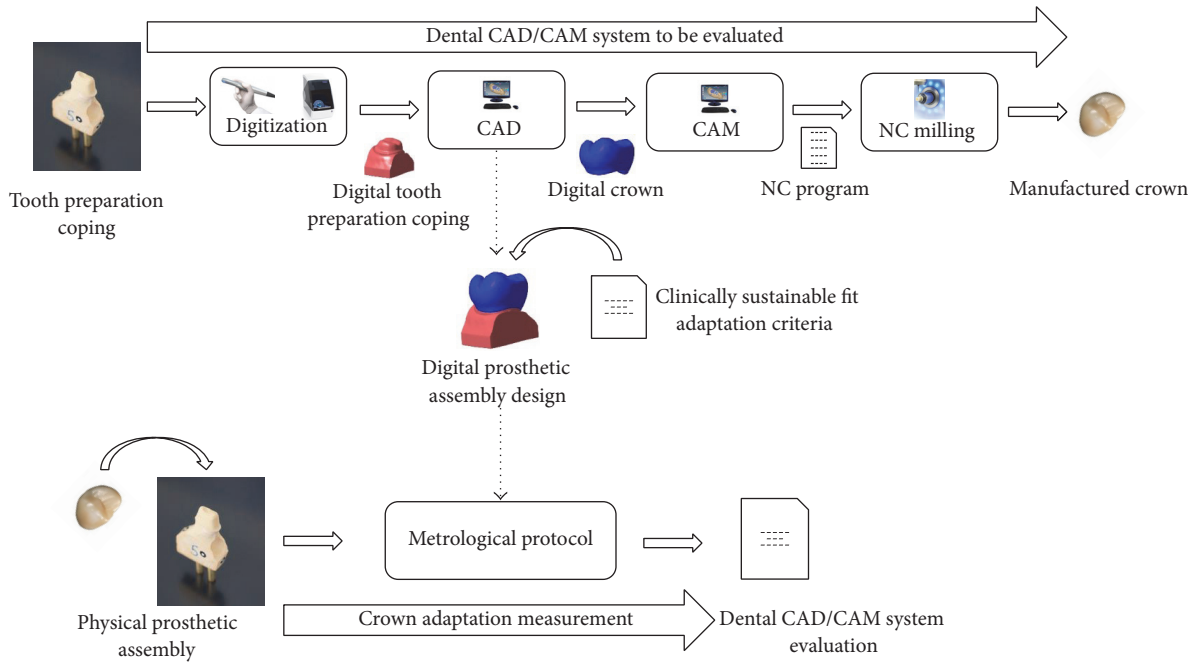 Dental CAD/CAM system to be evaluated
Digitization
CAD
CAM
NC milling
Tooth preparation
coping
Digital tooth
preparation coping
Digital crown
NC program
Manufactured crown
Clinically sustainable fit
adaptation criteria
Digital prosthetic
assembly design
Metrological protocol
Physical prosthetic
assembly
Crown adaptation measurement
Dental CAD/CAM system
evaluation